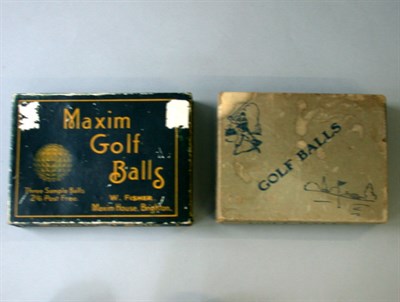 Maxim
Golf
Balls
Three Sample Balls
2/6 Post Free.
W. FISHER,
Maxim House, Brighton.
GOLF BALLS